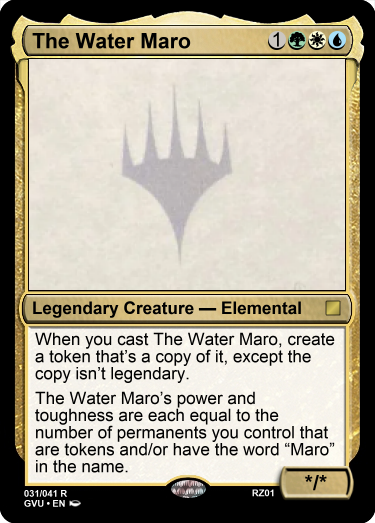 The Water Maro 1
Legendary Creature — Elemental
When you cast The Water Maro, create
a token that's a copy of it, except the
copy isn't legendary.
The Water Maro's power and
toughness are each equal to the
number of permanents you control that
are tokens and/or have the word “Maro”
in the name.
*/*
031/041 R RZ01
GVU • EN